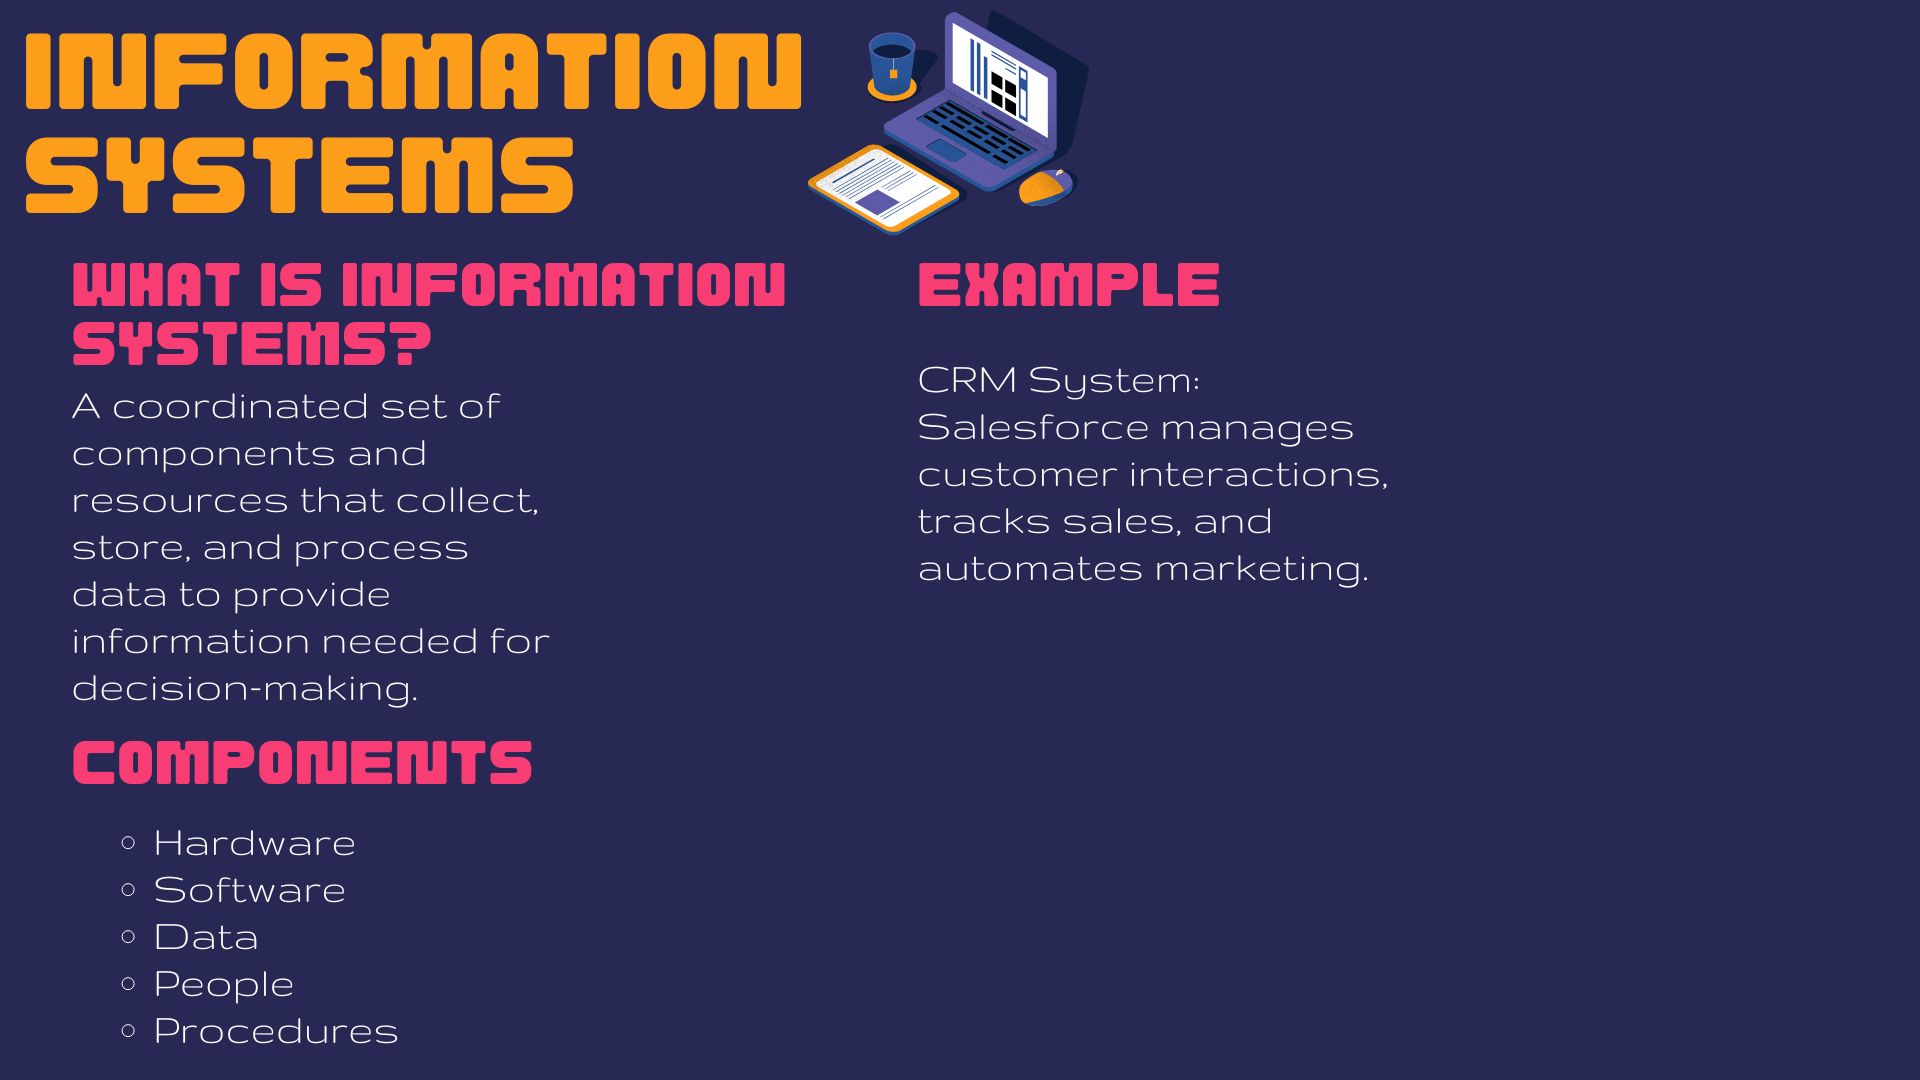 INFORMATION
SYSTEMS
WHAT IS INFORMATION
SYSTEMS?
A coordinated set of
components and
resources that collect,
store, and process
data to provide
information needed for
decision-making.
COMPONENTS
Hardware
Software
Data
People
Procedures
EXAMPLE
CRM System:
Salesforce manages
customer interactions,
tracks sales, and
automates marketing.